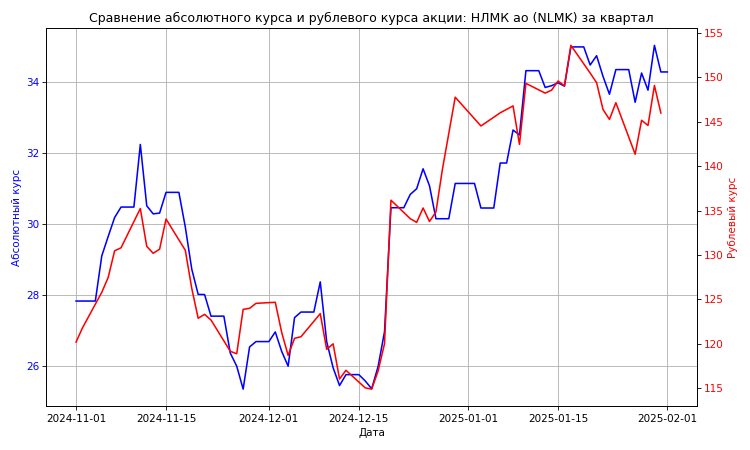 Сравнение абсолютного курса и рублевого курса акции: НЛМК ао (NLMK) за квартал
Абсолютный курс
34
32
30
28
26
155
150
145
140
135
130
125
120
115
Рублевый курс
2024-11-01 2024-11-15 2024-12-01 2024-12-15 2025-01-01 2025-01-15 2025-02-01
Дата